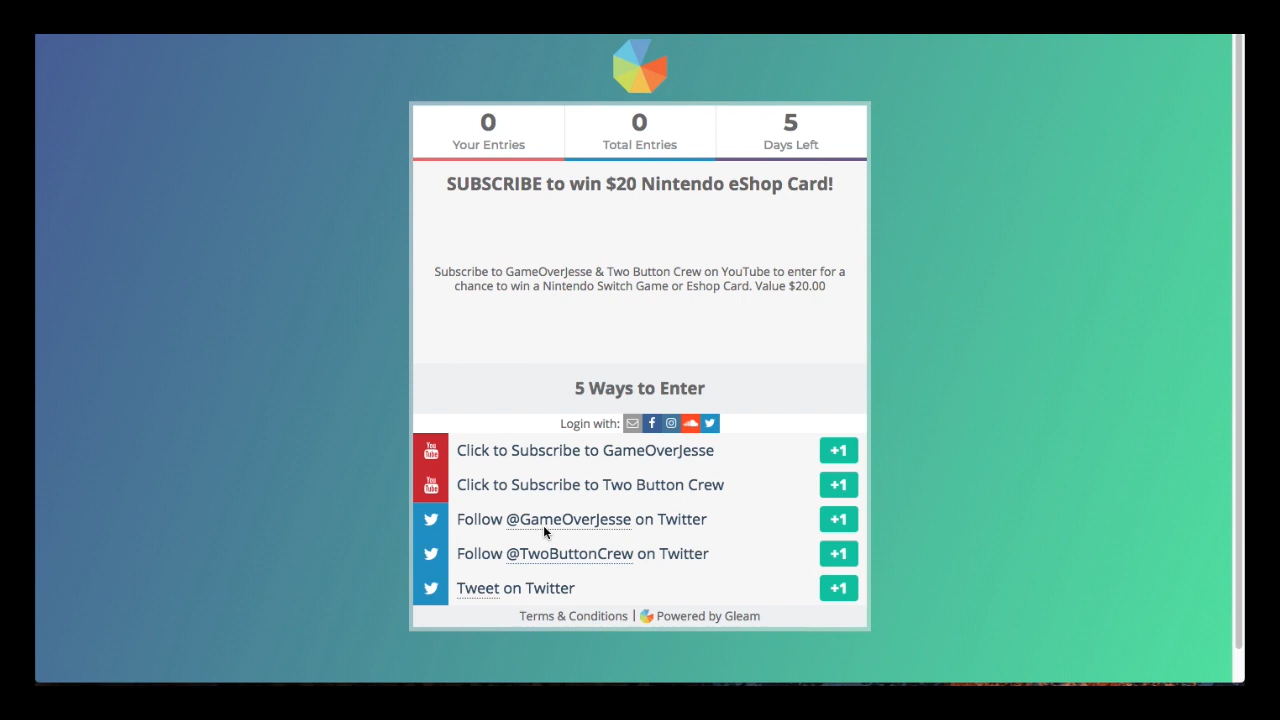 0
Your Entries
0
Total Entries
5
Days Left
SUBSCRIBE to win $20 Nintendo eShop Card!
Subscribe to GameOverJesse & Two Button Crew on YouTube to enter for a
chance to win a Nintendo Switch Game or Eshop Card. Value $20.00
5 Ways to Enter
Login with:
You Tube Click to Subscribe to GameOverJesse +1
You Tube Click to Subscribe to Two Button Crew +1
Follow @GameOverJesse on Twitter +1
Follow @TwoButtonCrew on Twitter +1
Tweet on Twitter +1
Terms & Conditions | Powered by Gleam